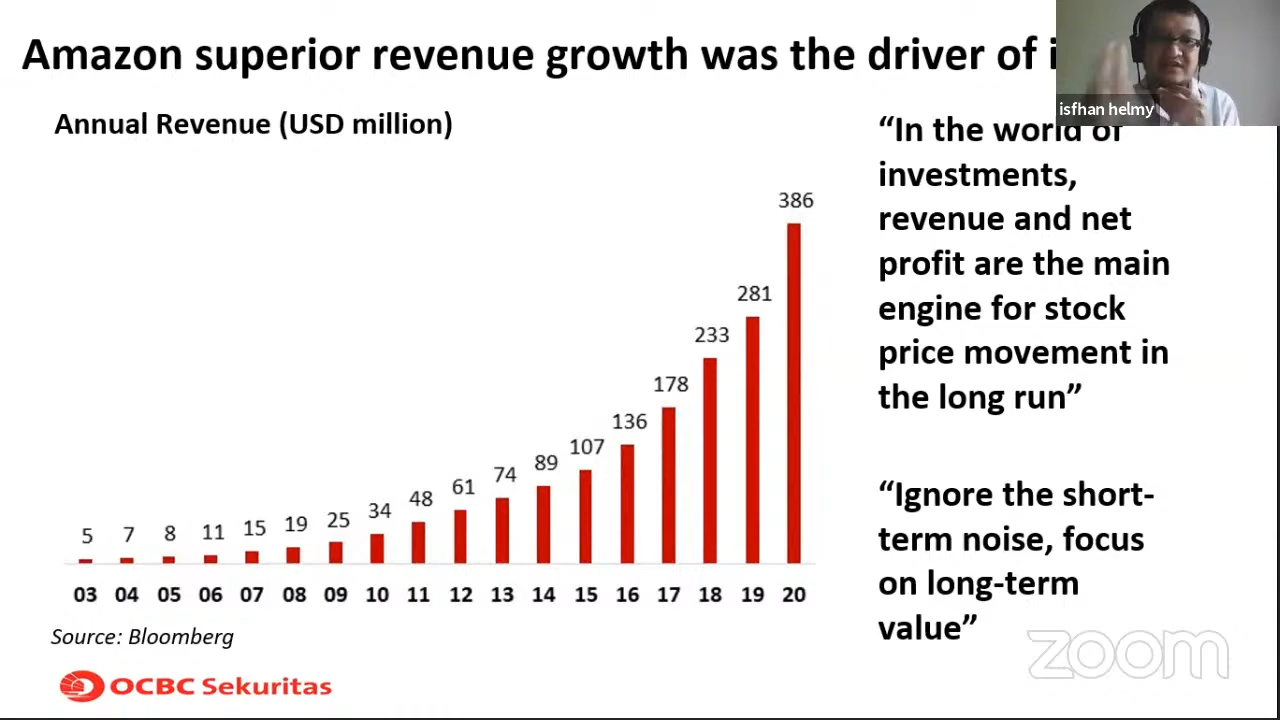 Amazon superior revenue growth was the driver of
isfhan helmy
Annual Revenue (USD million)
“In the world of
investments,
revenue and net
profit are the main
engine for stock
price movement in
the long run”
“Ignore the short-
term noise, focus
on long-term
value”
386
281
233
178
136
107
89
74
61
48
34
25
19
15
11
8
7
5
03 04 05 06 07 08 09 10 11 12 13 14 15 16 17 18 19 20
Source: Bloomberg
OCBC Sekuritas
zoom